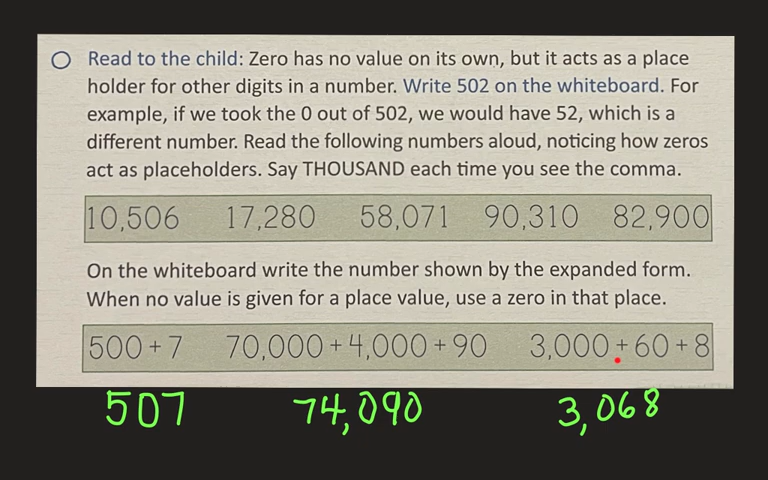 Read to the child: Zero has no value on its own, but it acts as a place
holder for other digits in a number. Write 502 on the whiteboard. For
example, if we took the 0 out of 502, we would have 52, which is a
different number. Read the following numbers aloud, noticing how zeros
act as placeholders. Say THOUSAND each time you see the comma.
10,506 17,280 58,071 90,310 82,900
On the whiteboard write the number shown by the expanded form.
When no value is given for a place value, use a zero in that place.
500 + 7 70,000 + 4,000 + 90 3,000 + 60 + 8
507 74,090 3,068